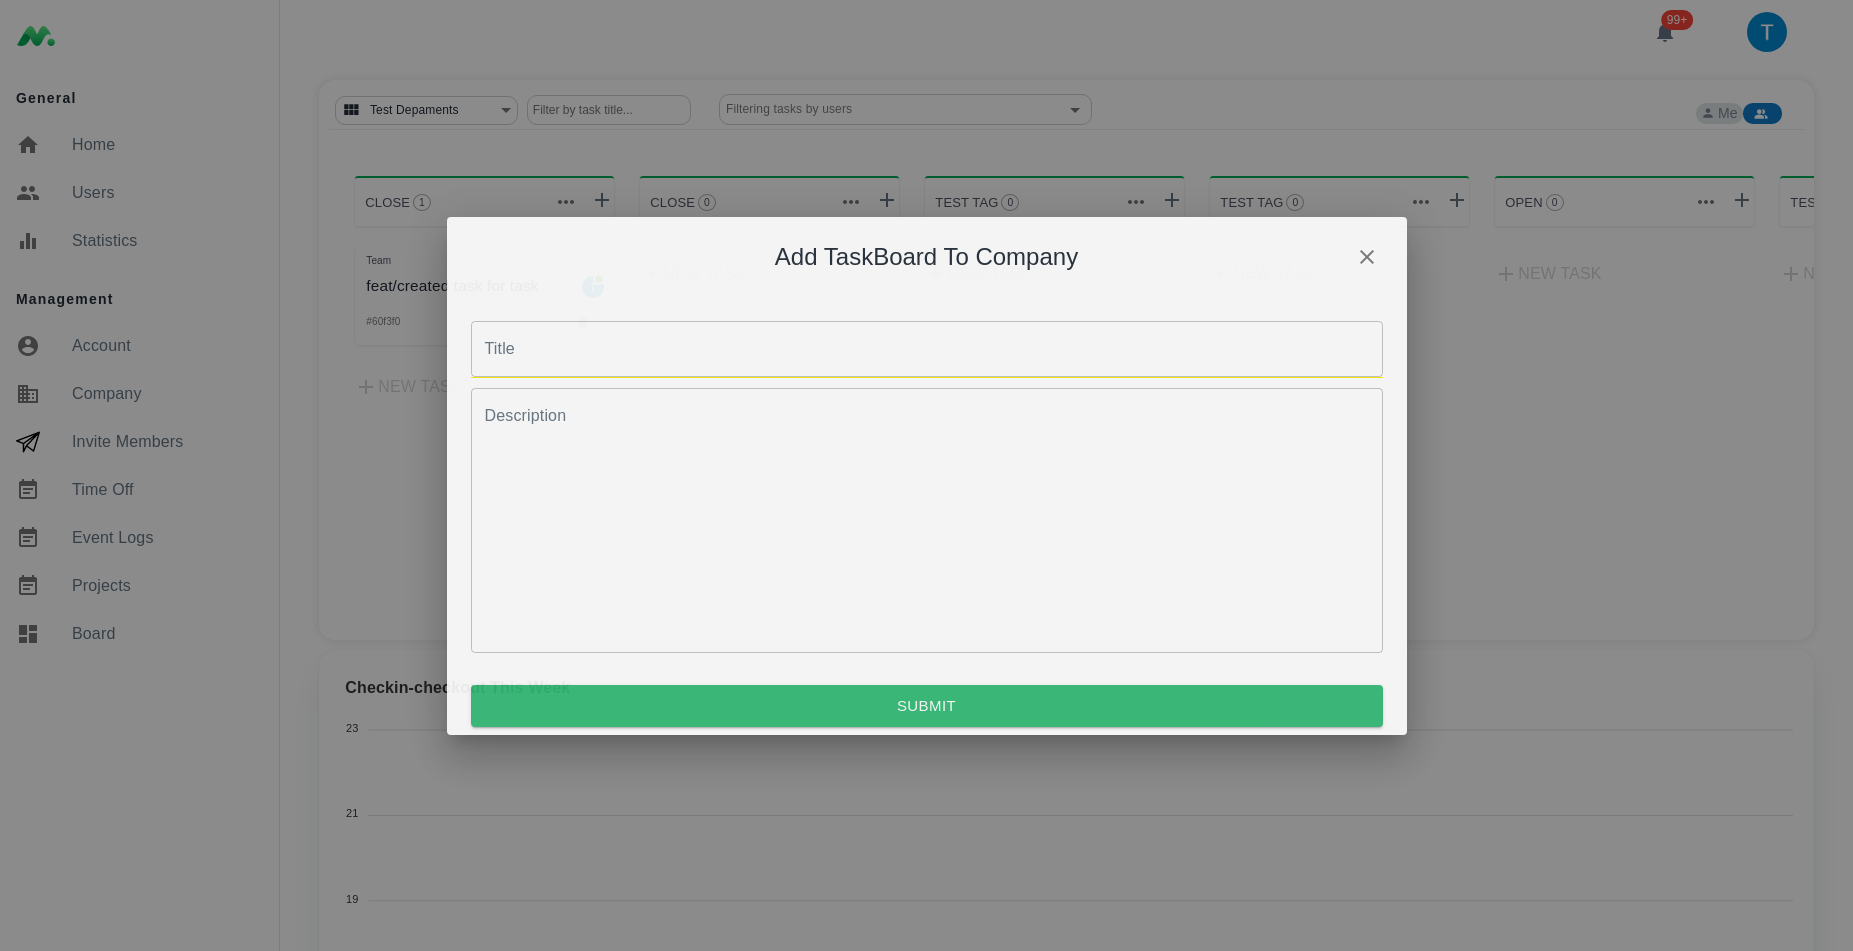 General
Home
Users
Statistics
Management
Account
Company
Invite Members
Time Off
Event Logs
Projects
Board
99+
T
Test Depaments
Filter by task title...
Filtering tasks by users
Me
CLOSE 1
CLOSE 0
TEST TAG 0
TEST TAG 0
OPEN 0
TES
Team
feat/created task for task
#60f3f0
NEW TAS
NEW TASK
N
Add TaskBoard To Company
Title
Description
SUBMIT
Checkin-checkout This Week
23
21
19